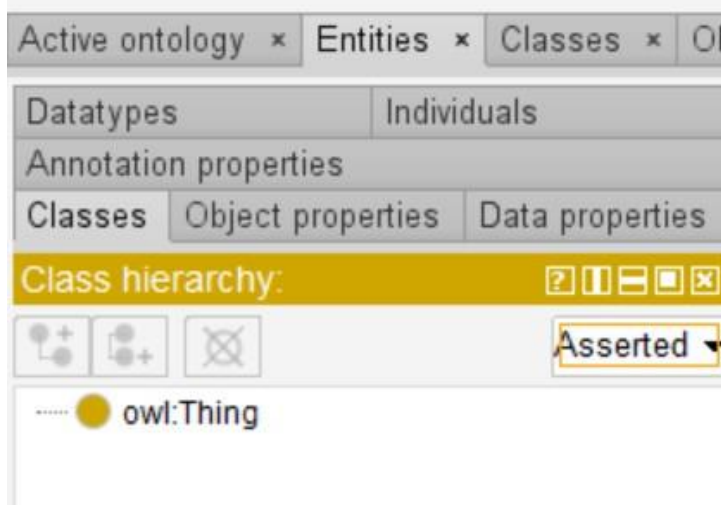 Active ontology × Entities × Classes ×
Datatypes Individuals
Annotation properties
Classes Object properties Data properties
Class hierarchy:
Asserted
owl:Thing